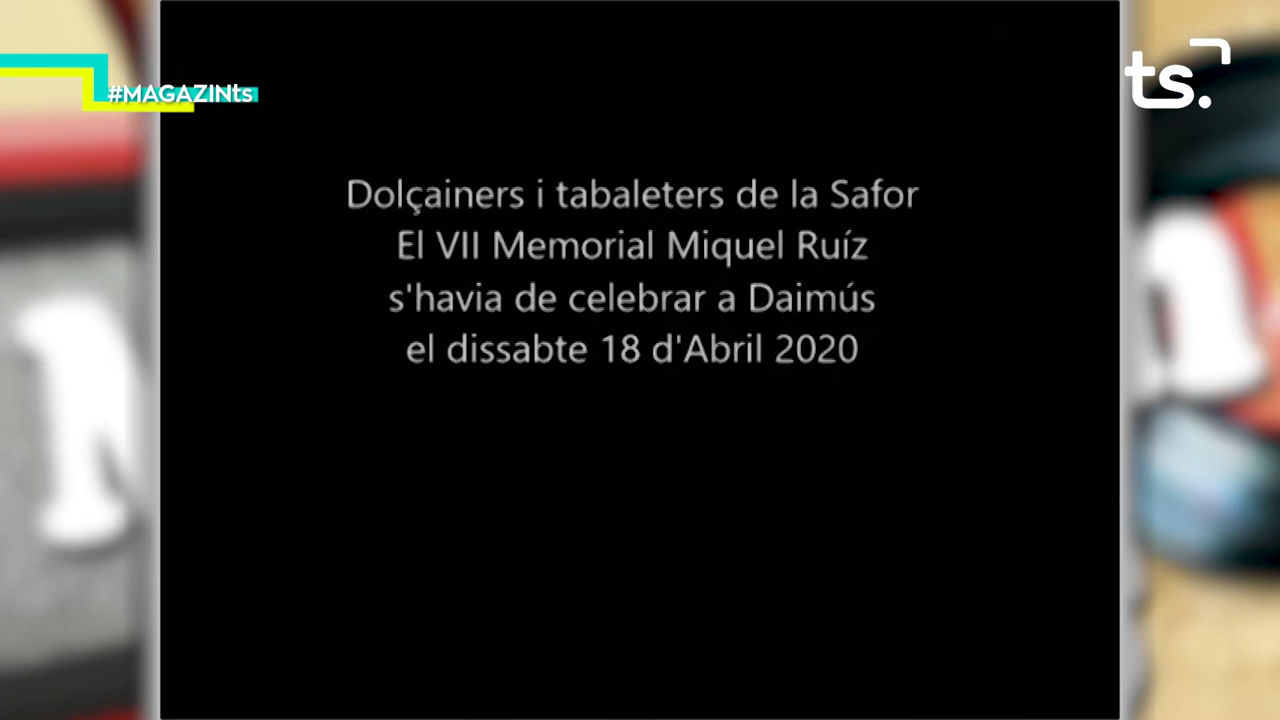 #MAGAZINts
ts.
Dolçainers i tabaleters de la Safor
El VII Memorial Miquel Ruíz
s'havia de celebrar a Daimús
el dissabte 18 d'Abril 2020